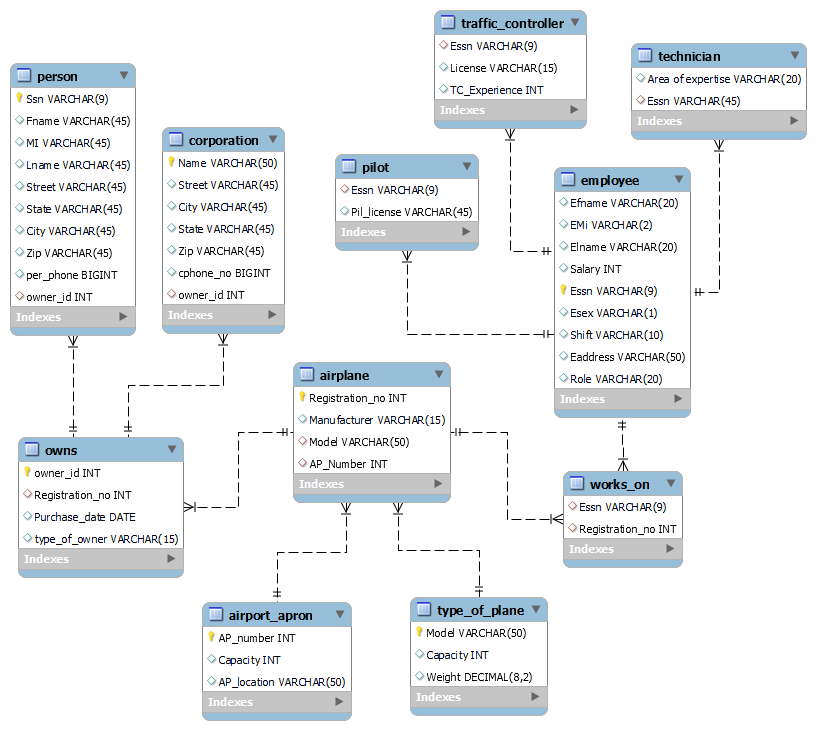 traffic_controller
Essn VARCHAR(9)
License VARCHAR(15)
TC_Experience INT
Indexes
technician
Area of expertise VARCHAR(20)
Essn VARCHAR(45)
Indexes
person
Ssn VARCHAR(9)
Fname VARCHAR(45)
MI VARCHAR(45)
Lname VARCHAR(45)
Street VARCHAR(45)
State VARCHAR(45)
City VARCHAR(45)
Zip VARCHAR(45)
per_phone BIGINT
owner_id INT
Indexes
corporation
Name VARCHAR(50)
Street VARCHAR(45)
City VARCHAR(45)
State VARCHAR(45)
Zip VARCHAR(45)
cphone_no BIGINT
owner_id INT
Indexes
pilot
Essn VARCHAR(9)
Pil_license VARCHAR(45)
Indexes
employee
Efname VARCHAR(20)
EMi VARCHAR(2)
Elname VARCHAR(20)
Salary INT
Essn VARCHAR(9)
Esex VARCHAR(1)
Shift VARCHAR(10)
Eaddress VARCHAR(50)
Role VARCHAR(20)
Indexes
airplane
Registration_no INT
Manufacturer VARCHAR(15)
Model VARCHAR(50)
AP_Number INT
Indexes
owns
owner_id INT
Registration_no INT
Purchase_date DATE
type_of_owner VARCHAR(15)
Indexes
works_on
Essn VARCHAR(9)
Registration_no INT
Indexes
airport_apron
AP_number INT
Capacity INT
AP_location VARCHAR(50)
Indexes
type_of_plane
Model VARCHAR(50)
Capacity INT
Weight DECIMAL(8,2)
Indexes